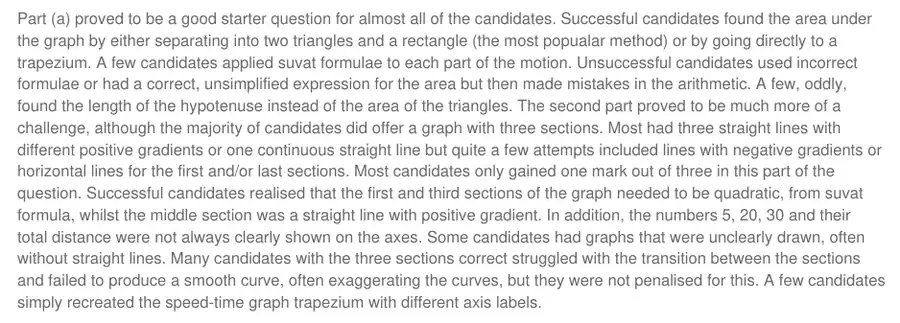 Part (a) proved to be a good starter question for almost all of the candidates. Successful candidates found the area under
the graph by either separating into two triangles and a rectangle (the most popualar method) or by going directly to a
trapezium. A few candidates applied suvat formulae to each part of the motion. Unsuccessful candidates used incorrect
formulae or had a correct, unsimplified expression for the area but then made mistakes in the arithmetic. A few, oddly,
found the length of the hypotenuse instead of the area of the triangles. The second part proved to be much more of a
challenge, although the majority of candidates did offer a graph with three sections. Most had three straight lines with
different positive gradients or one continuous straight line but quite a few attempts included lines with negative gradients or
horizontal lines for the first and/or last sections. Most candidates only gained one mark out of three in this part of the
question. Successful candidates realised that the first and third sections of the graph needed to be quadratic, from suvat
formula, whilst the middle section was a straight line with positive gradient. In addition, the numbers 5, 20, 30 and their
total distance were not always clearly shown on the axes. Some candidates had graphs that were unclearly drawn, often
without straight lines. Many candidates with the three sections correct struggled with the transition between the sections
and failed to produce a smooth curve, often exaggerating the curves, but they were not penalised for this. A few candidates
simply recreated the speed-time graph trapezium with different axis labels.